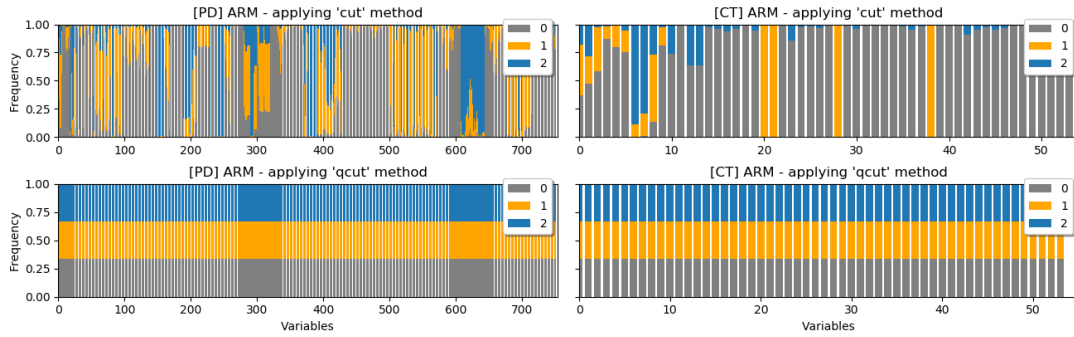 [PD] ARM - applying 'cut' method
[CT] ARM - applying 'cut' method
1.00
0.75
0.50
0.25
0.00
Frequency
0
1
2
0
1
2
0 100 200 300 400 500 600 700
0 10 20 30 40 50
[PD] ARM - applying 'qcut' method
[CT] ARM - applying 'qcut' method
1.00
0.75
0.50
0.25
0.00
Frequency
0
1
2
0
1
2
0 100 200 300 400 500 600 700
0 10 20 30 40 50
Variables
Variables